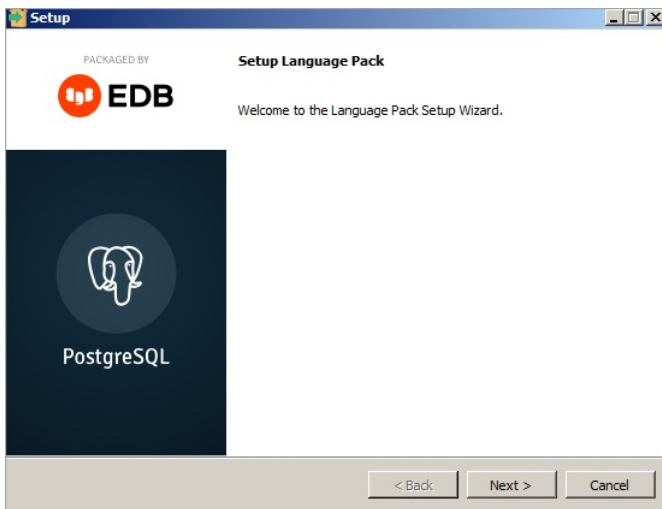 Setup
PACKAGED BY
EDB
PostgreSQL
Setup Language Pack
Welcome to the Language Pack Setup Wizard.
< Back
Next >
Cancel